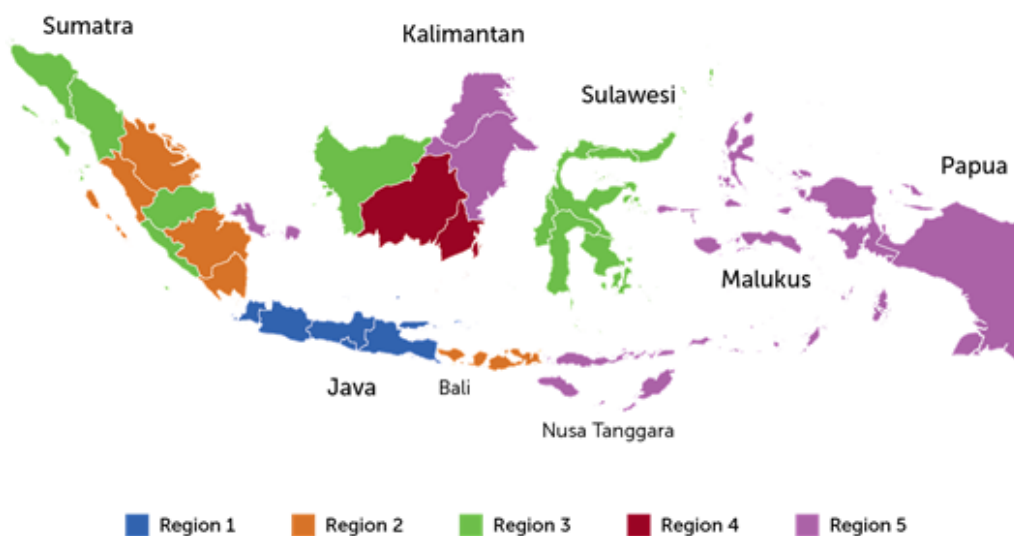 Sumatra
Kalimantan
Sulawesi
Papua
Malukus
Java
Bali
Nusa Tanggara
Region 1
Region 2
Region 3
Region 4
Region 5